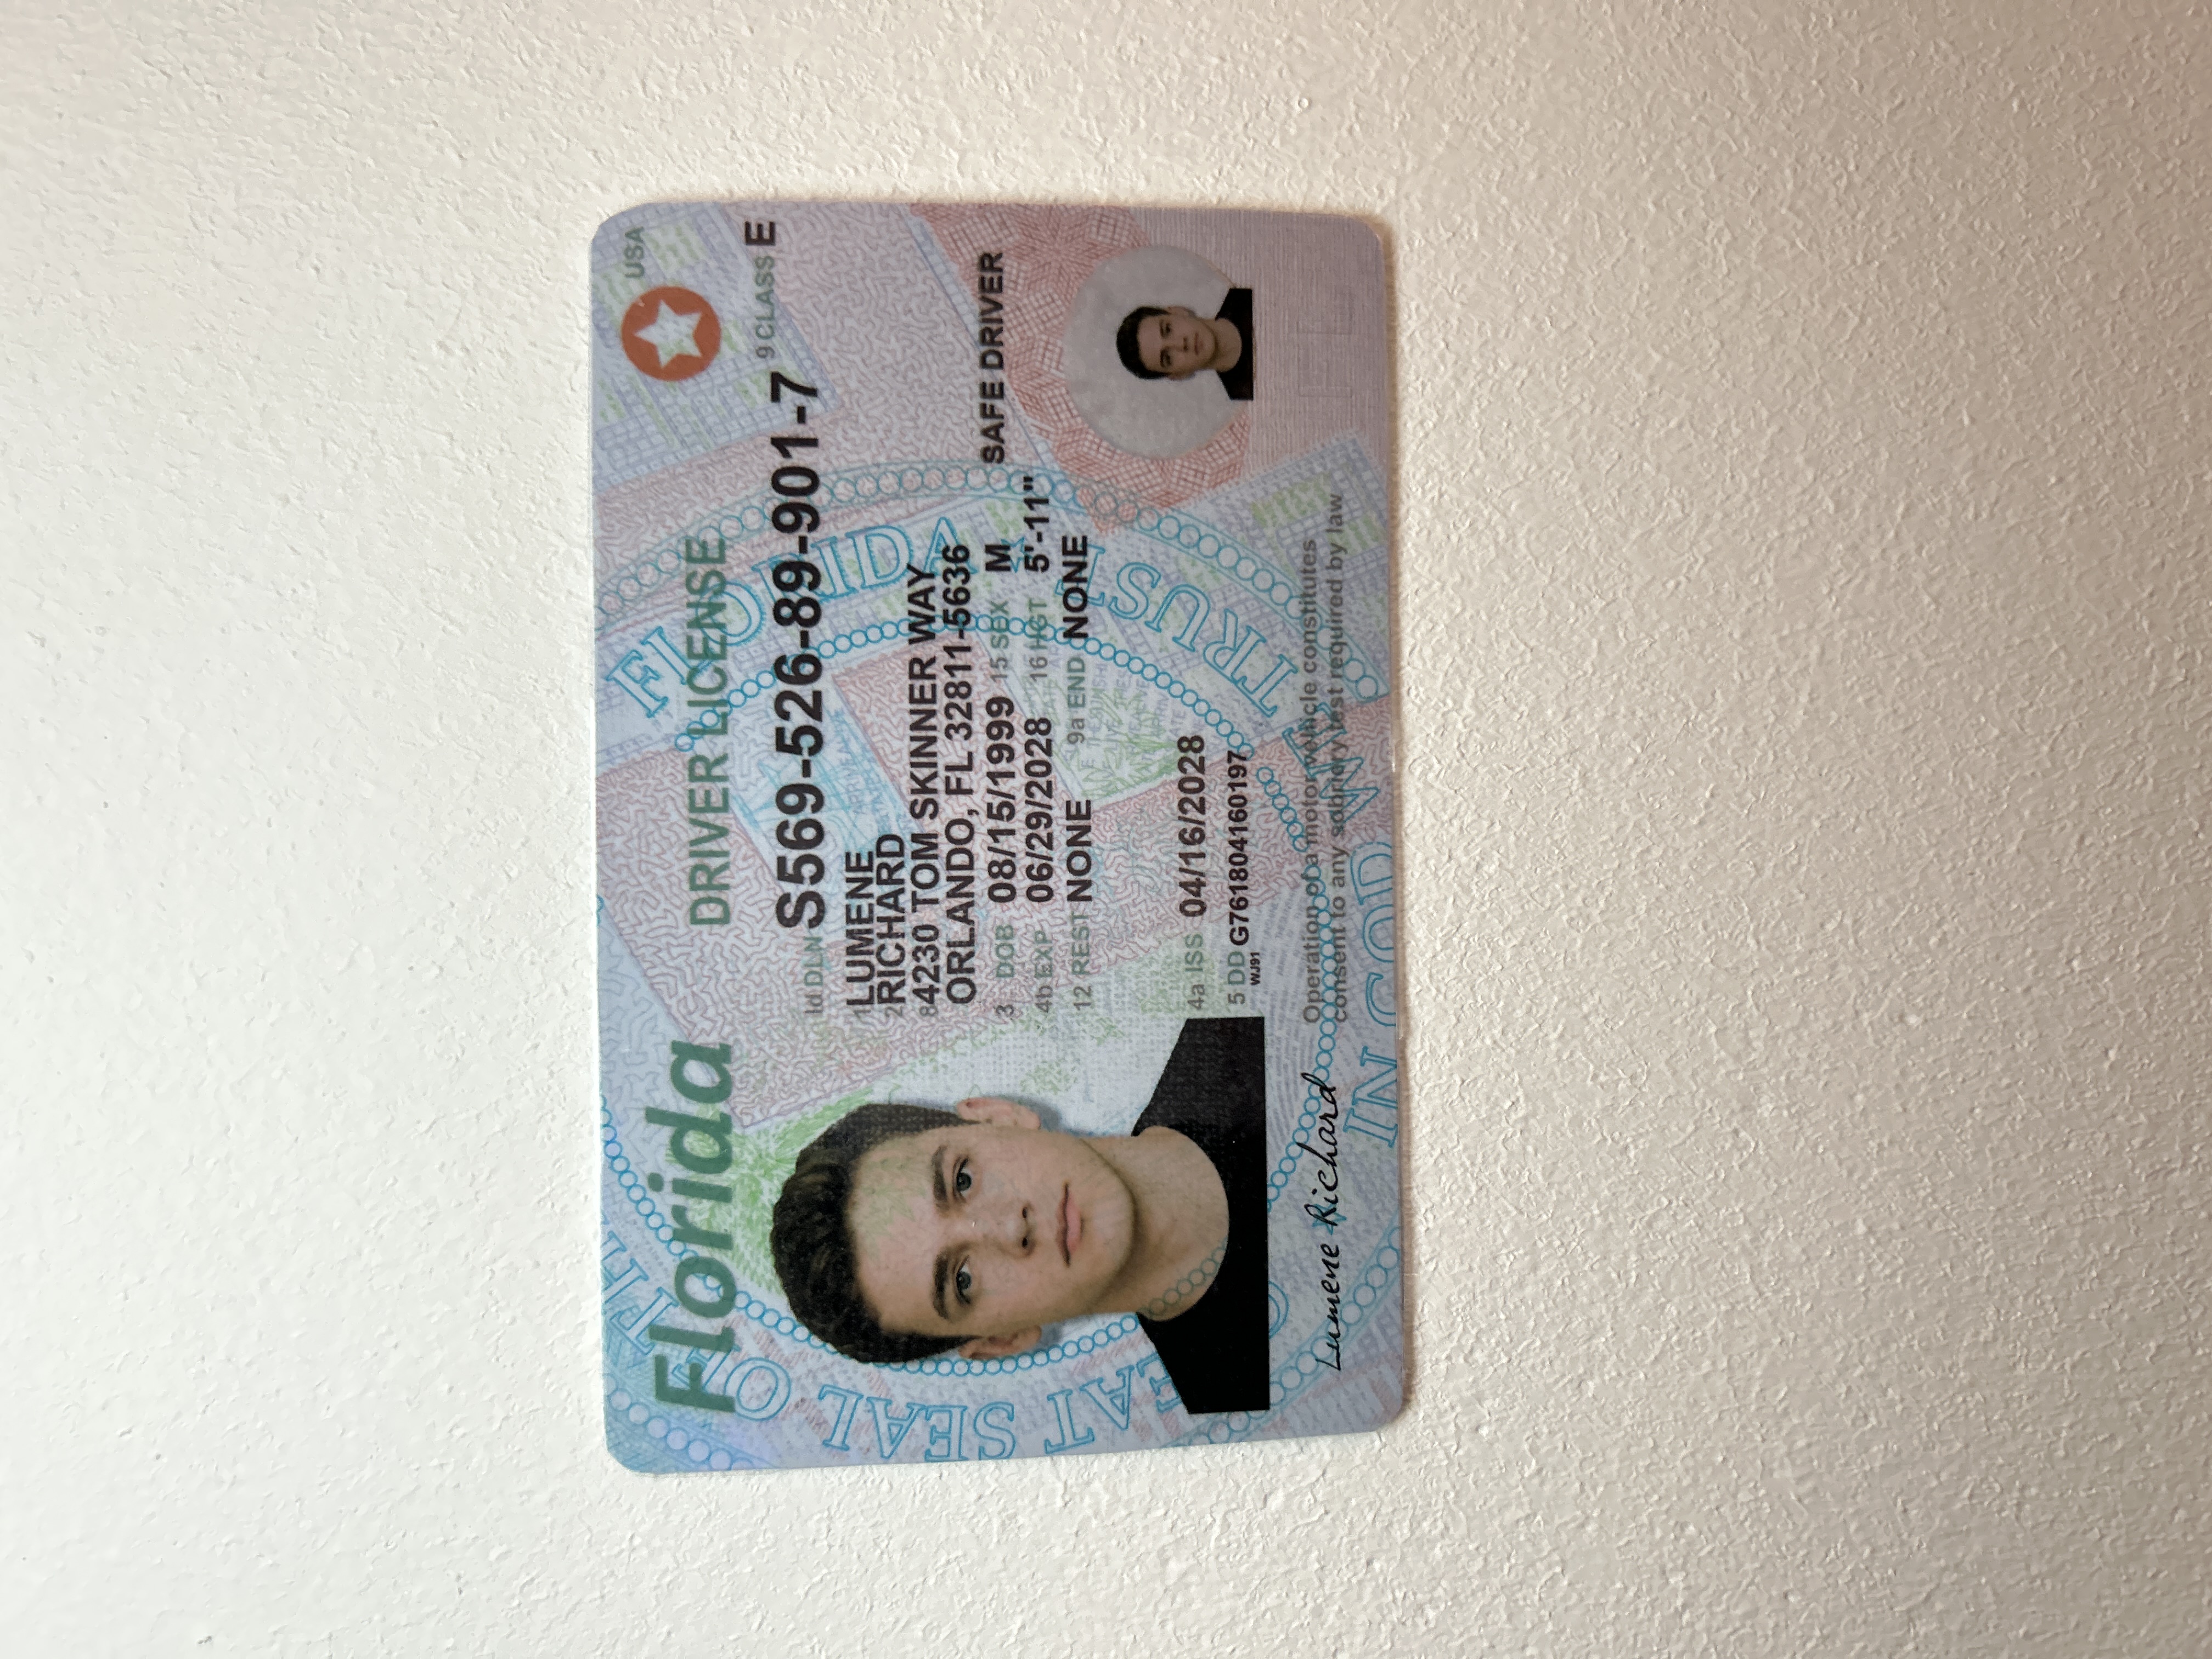 Florida
DRIVER LICENSE
USA
9 CLASS E
ld DLN S569-526-89-901-7
1 LUMENE
2 RICHARD
8 4230 TOM SKINNER WAY
ORLANDO, FL 32811-5636
3 DOB 08/15/1999 15 SEX M
SAFE DRIVER
4b EXP 06/29/2028 16 HGT 5'-11"
12 REST NONE 9a END NONE
4a ISS 04/16/2028
5 DD G761804160197
WJ91
Lumene Richard
Operation of a motor vehicle constitutes
consent to any sobriery test required by law
GREAT SEAL OF THE
FLORIDA
IN GOD WE TRUST
ARRIVE ALIVE